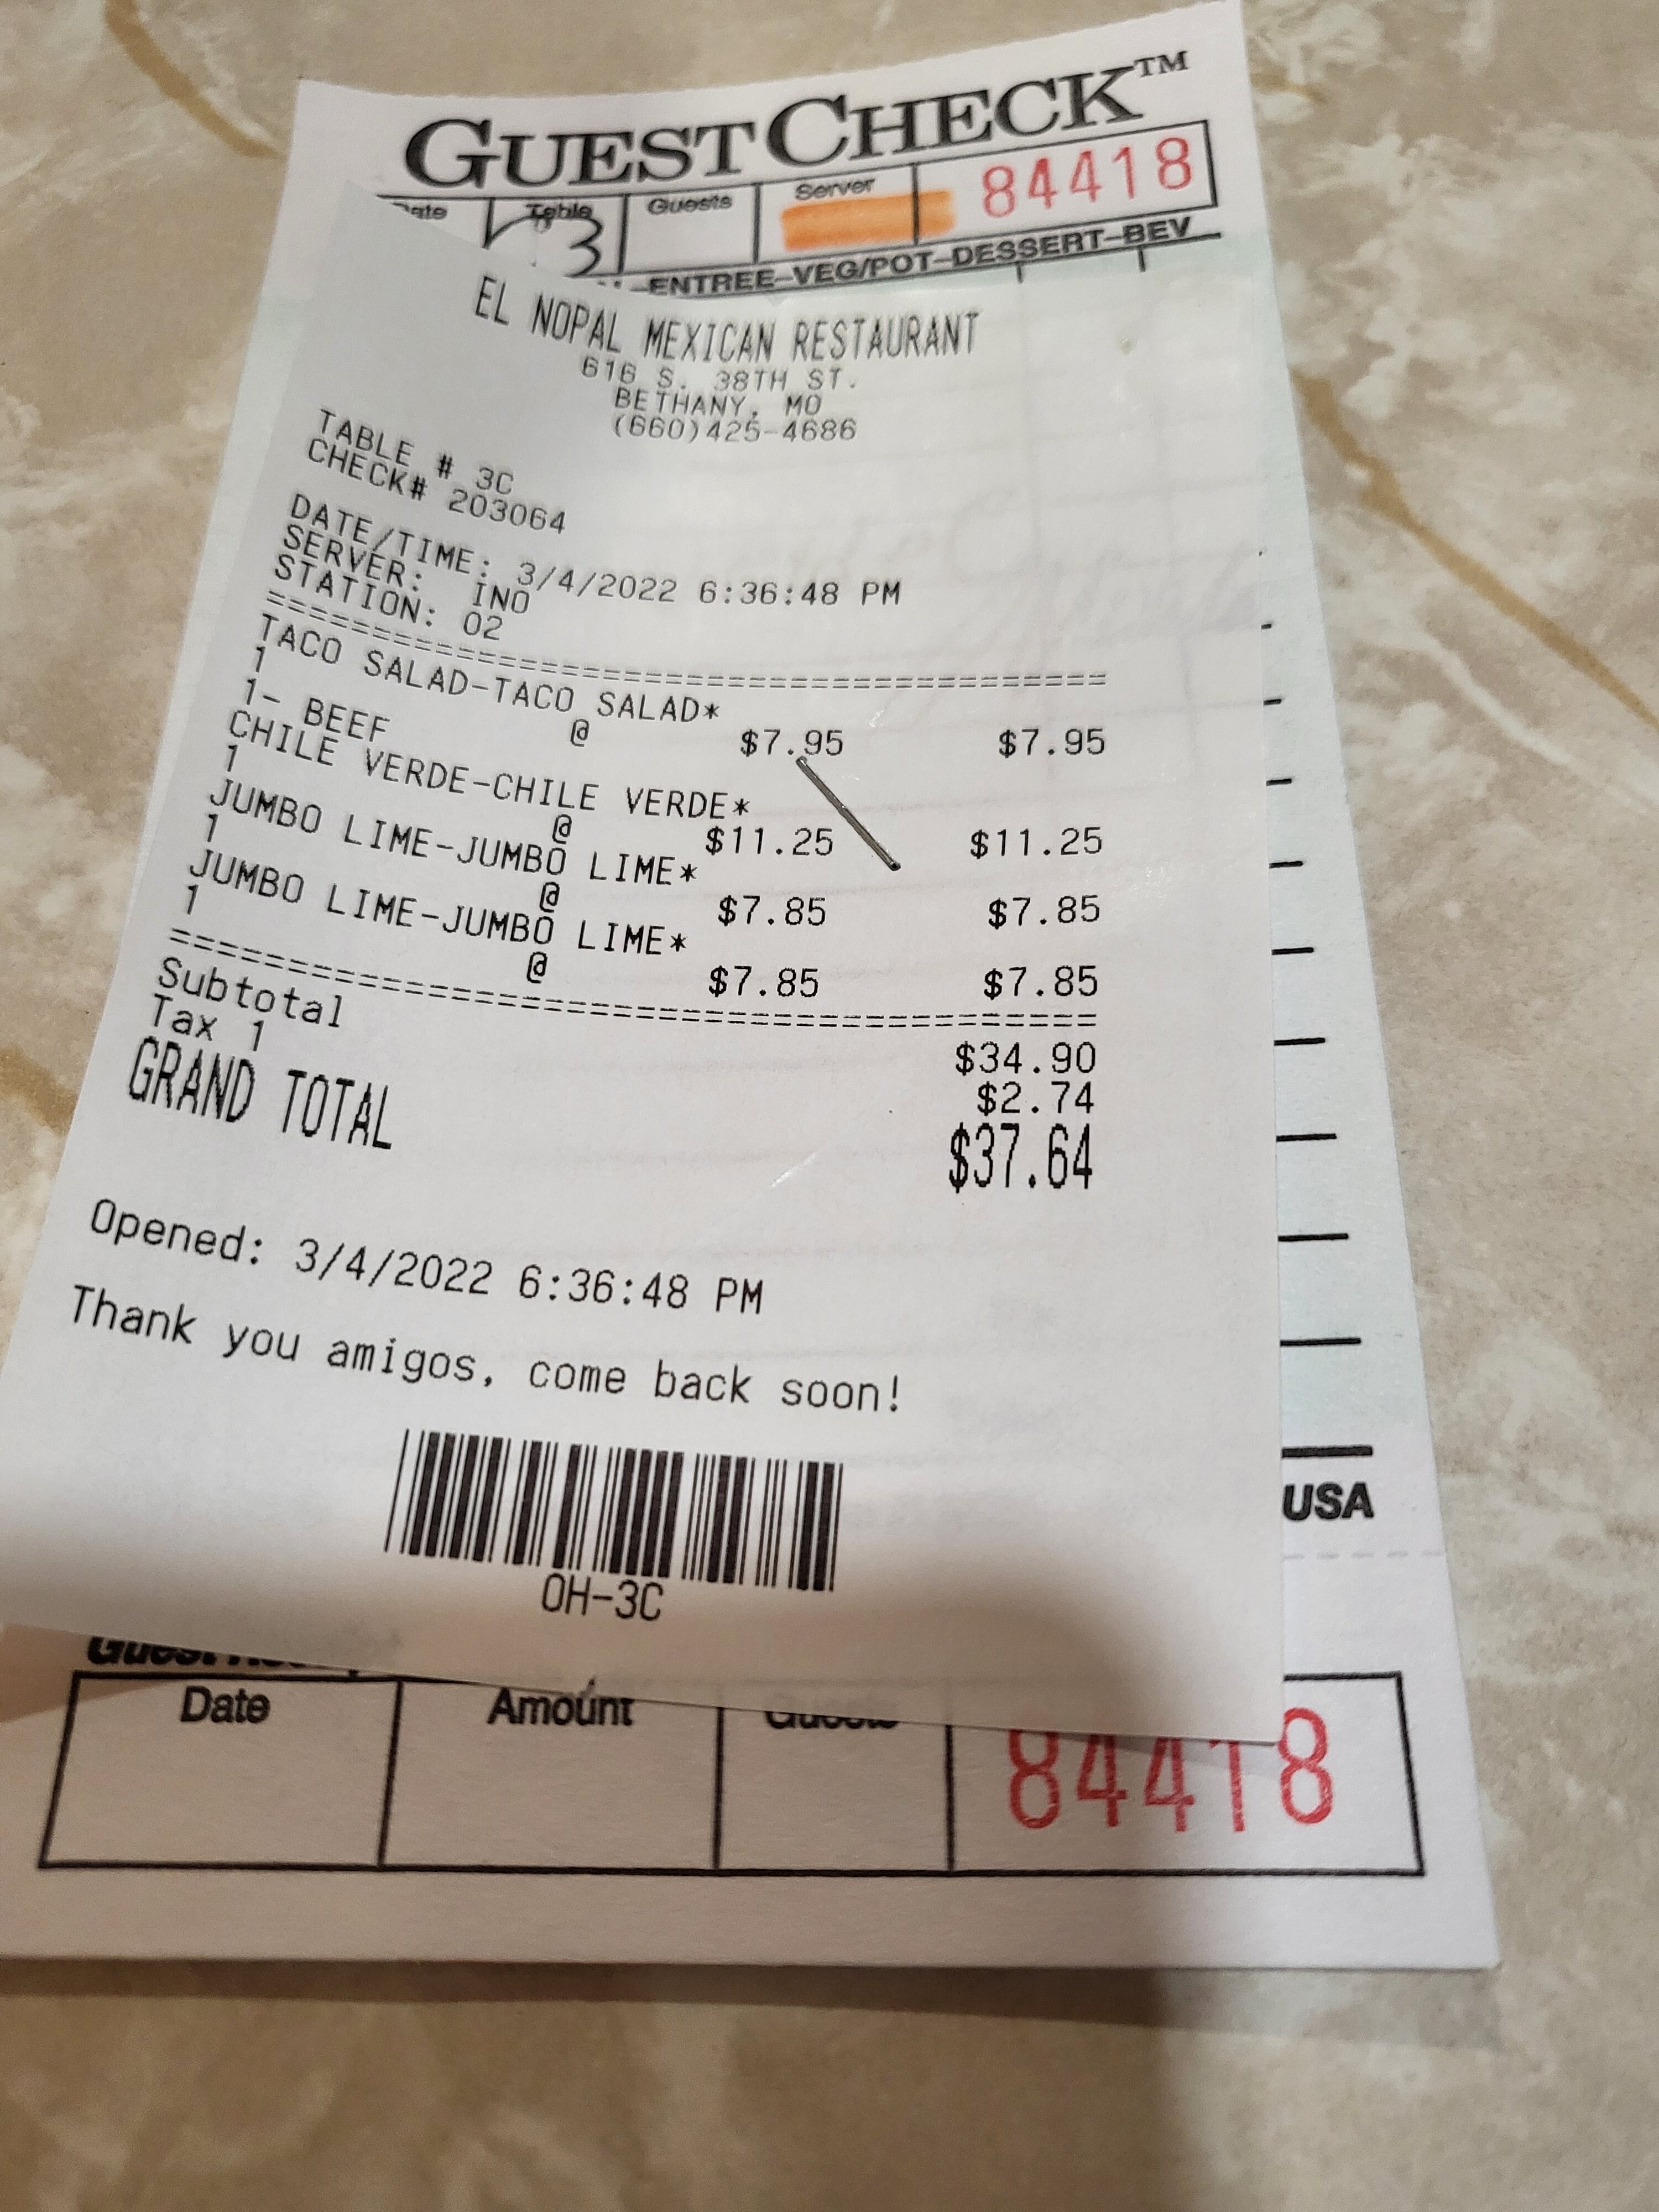 GUESTCHECK™
Date Table Guests Server 84418
3
-ENTREE-VEG/POT-DESSERT-BEV
EL NOPAL MEXICAN RESTAURANT
616 S. 38TH ST.
BETHANY, MO
(660)425-4686
TABLE # 3C
CHECK# 203064
DATE/TIME: 3/4/2022 6:36:48 PM
SERVER: INO
STATION: 02
=====================================
TACO SALAD-TACO SALAD*
1 @ $7.95 $7.95
1- BEEF
CHILE VERDE-CHILE VERDE*
1 @ $11.25 $11.25
JUMBO LIME-JUMBO LIME*
1 @ $7.85 $7.85
JUMBO LIME-JUMBO LIME*
1 @ $7.85 $7.85
=====================================
Subtotal $34.90
Tax 1 $2.74
GRAND TOTAL $37.64
Opened: 3/4/2022 6:36:48 PM
Thank you amigos, come back soon!
OH-3C
USA
Date Amount Guests 84418